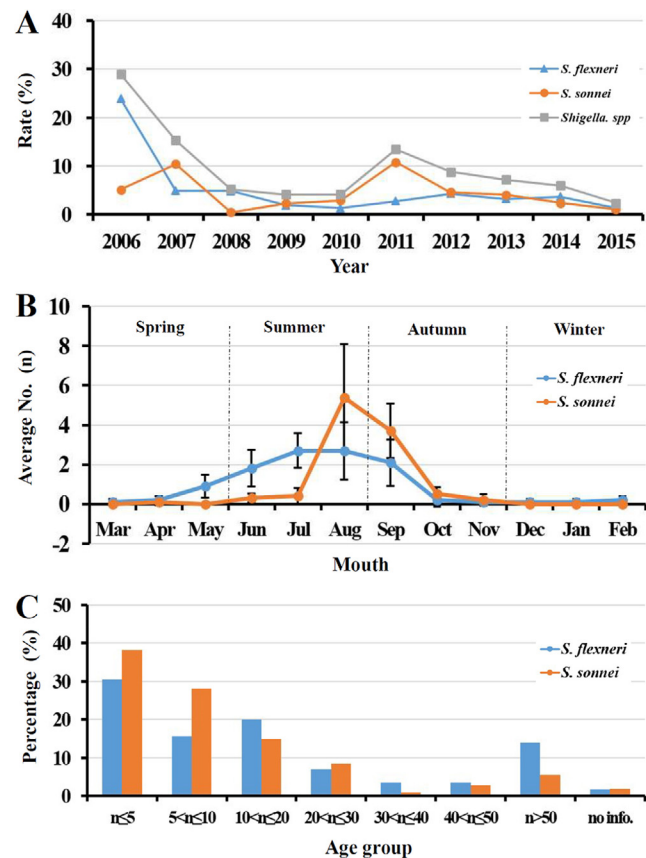 A
40
30
20
10
0
Rate (%)
S. flexneri
S. sonnei
Shigella. spp
2006 2007 2008 2009 2010 2011 2012 2013 2014 2015
Year
B
10
8
6
4
2
0
-2
Average No. (n)
Spring Summer Autumn Winter
S. flexneri
S. sonnei
Mar Apr May Jun Jul Aug Sep Oct Nov Dec Jan Feb
Mouth
C
50
40
30
20
10
0
Percentage (%)
S. flexneri
S. sonnei
n≤5 5<n≤10 10<n≤20 20<n≤30 30<n≤40 40<n≤50 n>50 no info.
Age group